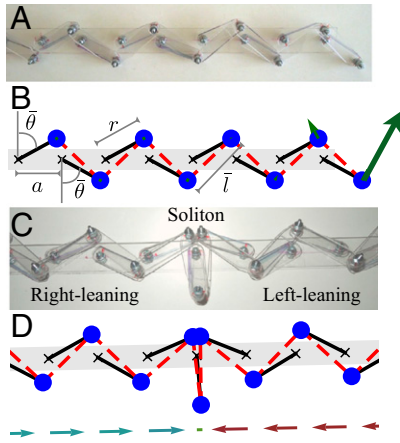 A
B
θ̄
r
a
θ̄
l̄
C
Soliton
Right-leaning
Left-leaning
D